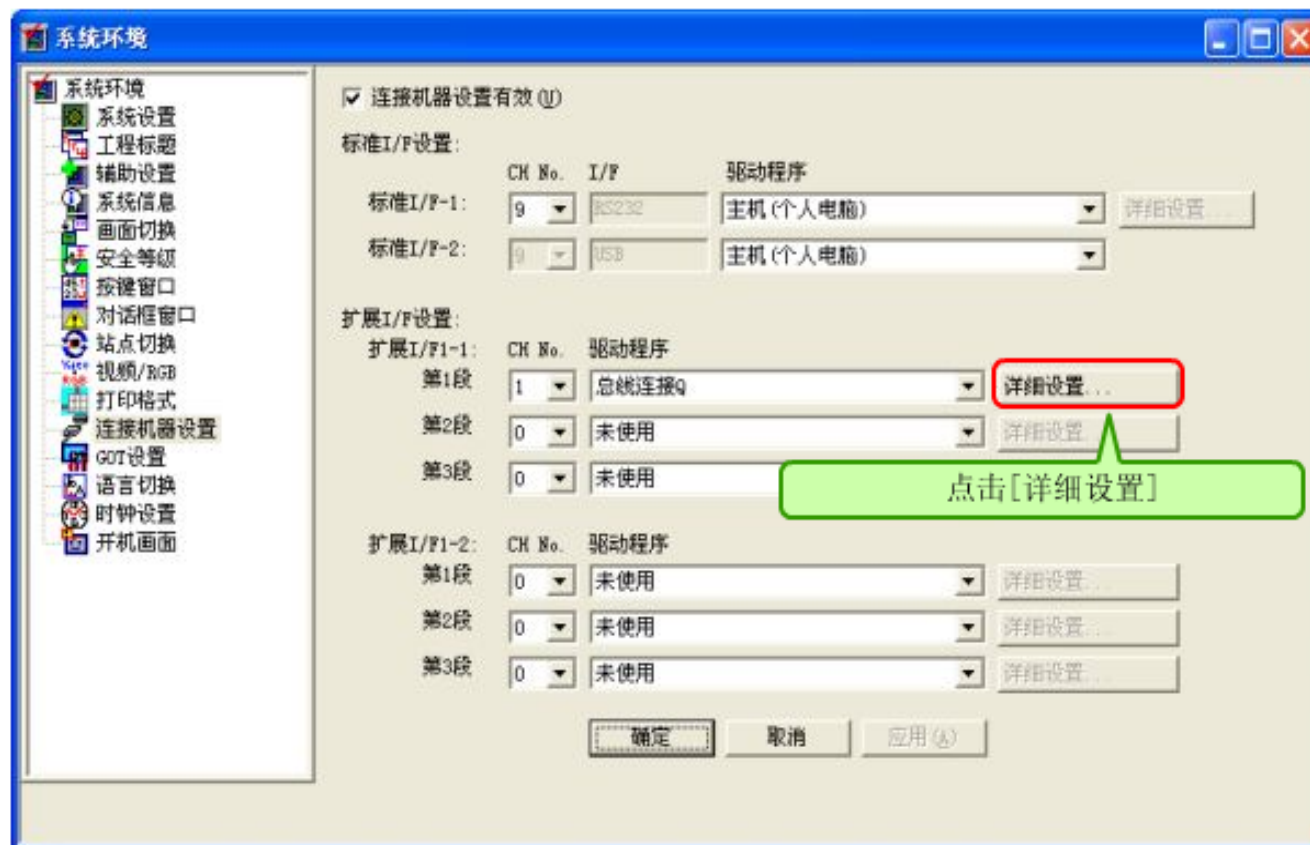 系统环境
系统环境
系统设置
工程标题
辅助设置
系统信息
画面切换
安全等级
按键窗口
对话框窗口
站点切换
视频/RGB
打印格式
连接机器设置
GOT设置
语言切换
时钟设置
开机画面
连接机器设置有效(U)
标准I/F设置:
CH No. I/F 驱动程序
标准I/F-1: 9 RS232 主机(个人电脑) 详细设置...
标准I/F-2: 9 USB 主机(个人电脑)
扩展I/F设置:
扩展I/F1-1: CH No. 驱动程序
第1段 1 总线连接Q 详细设置...
第2段 0 未使用 详细设置
第3段 0 未使用
点击[详细设置]
扩展I/F1-2: CH No. 驱动程序
第1段 0 未使用 详细设置...
第2段 0 未使用 详细设置...
第3段 0 未使用 详细设置...
确定 取消 应用(A)